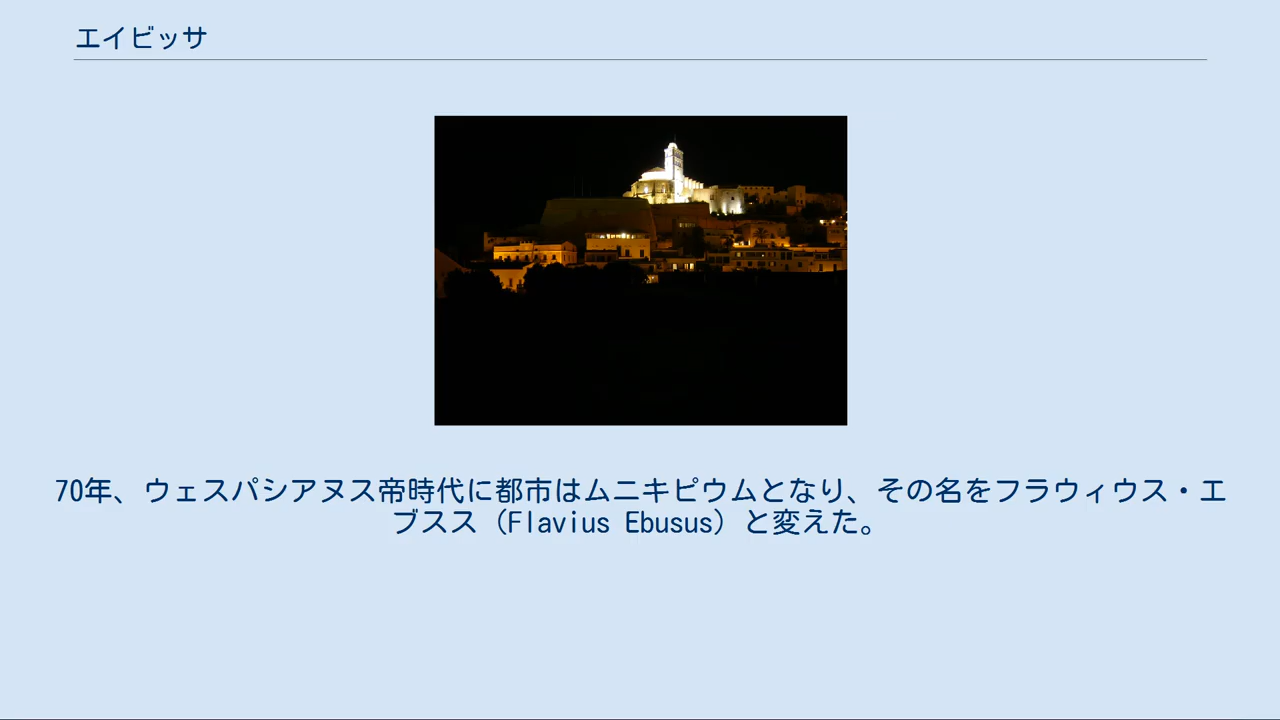 エイビッサ
70年、ウェスパシアヌス帝時代に都市はムニキピウムとなり、その名をフラウィウス・エ
ブスス（Flavius Ebusus）と変えた。